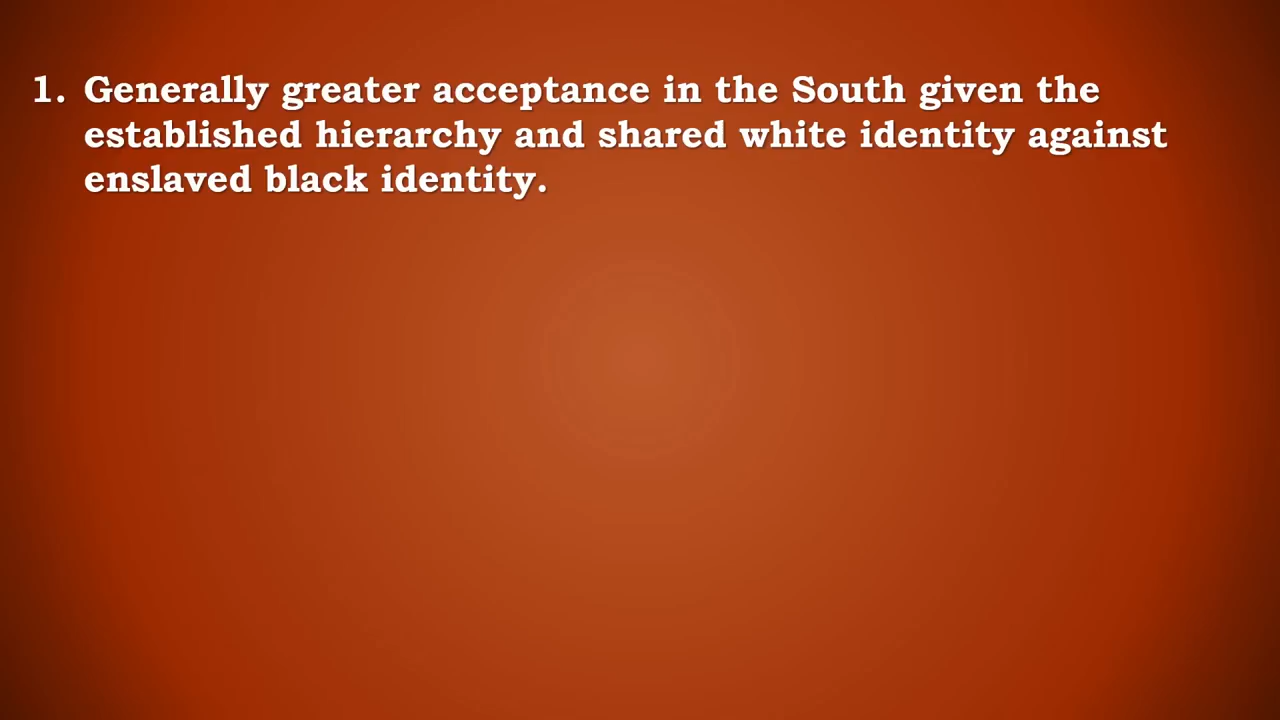 1. Generally greater acceptance in the South given the
established hierarchy and shared white identity against
enslaved black identity.